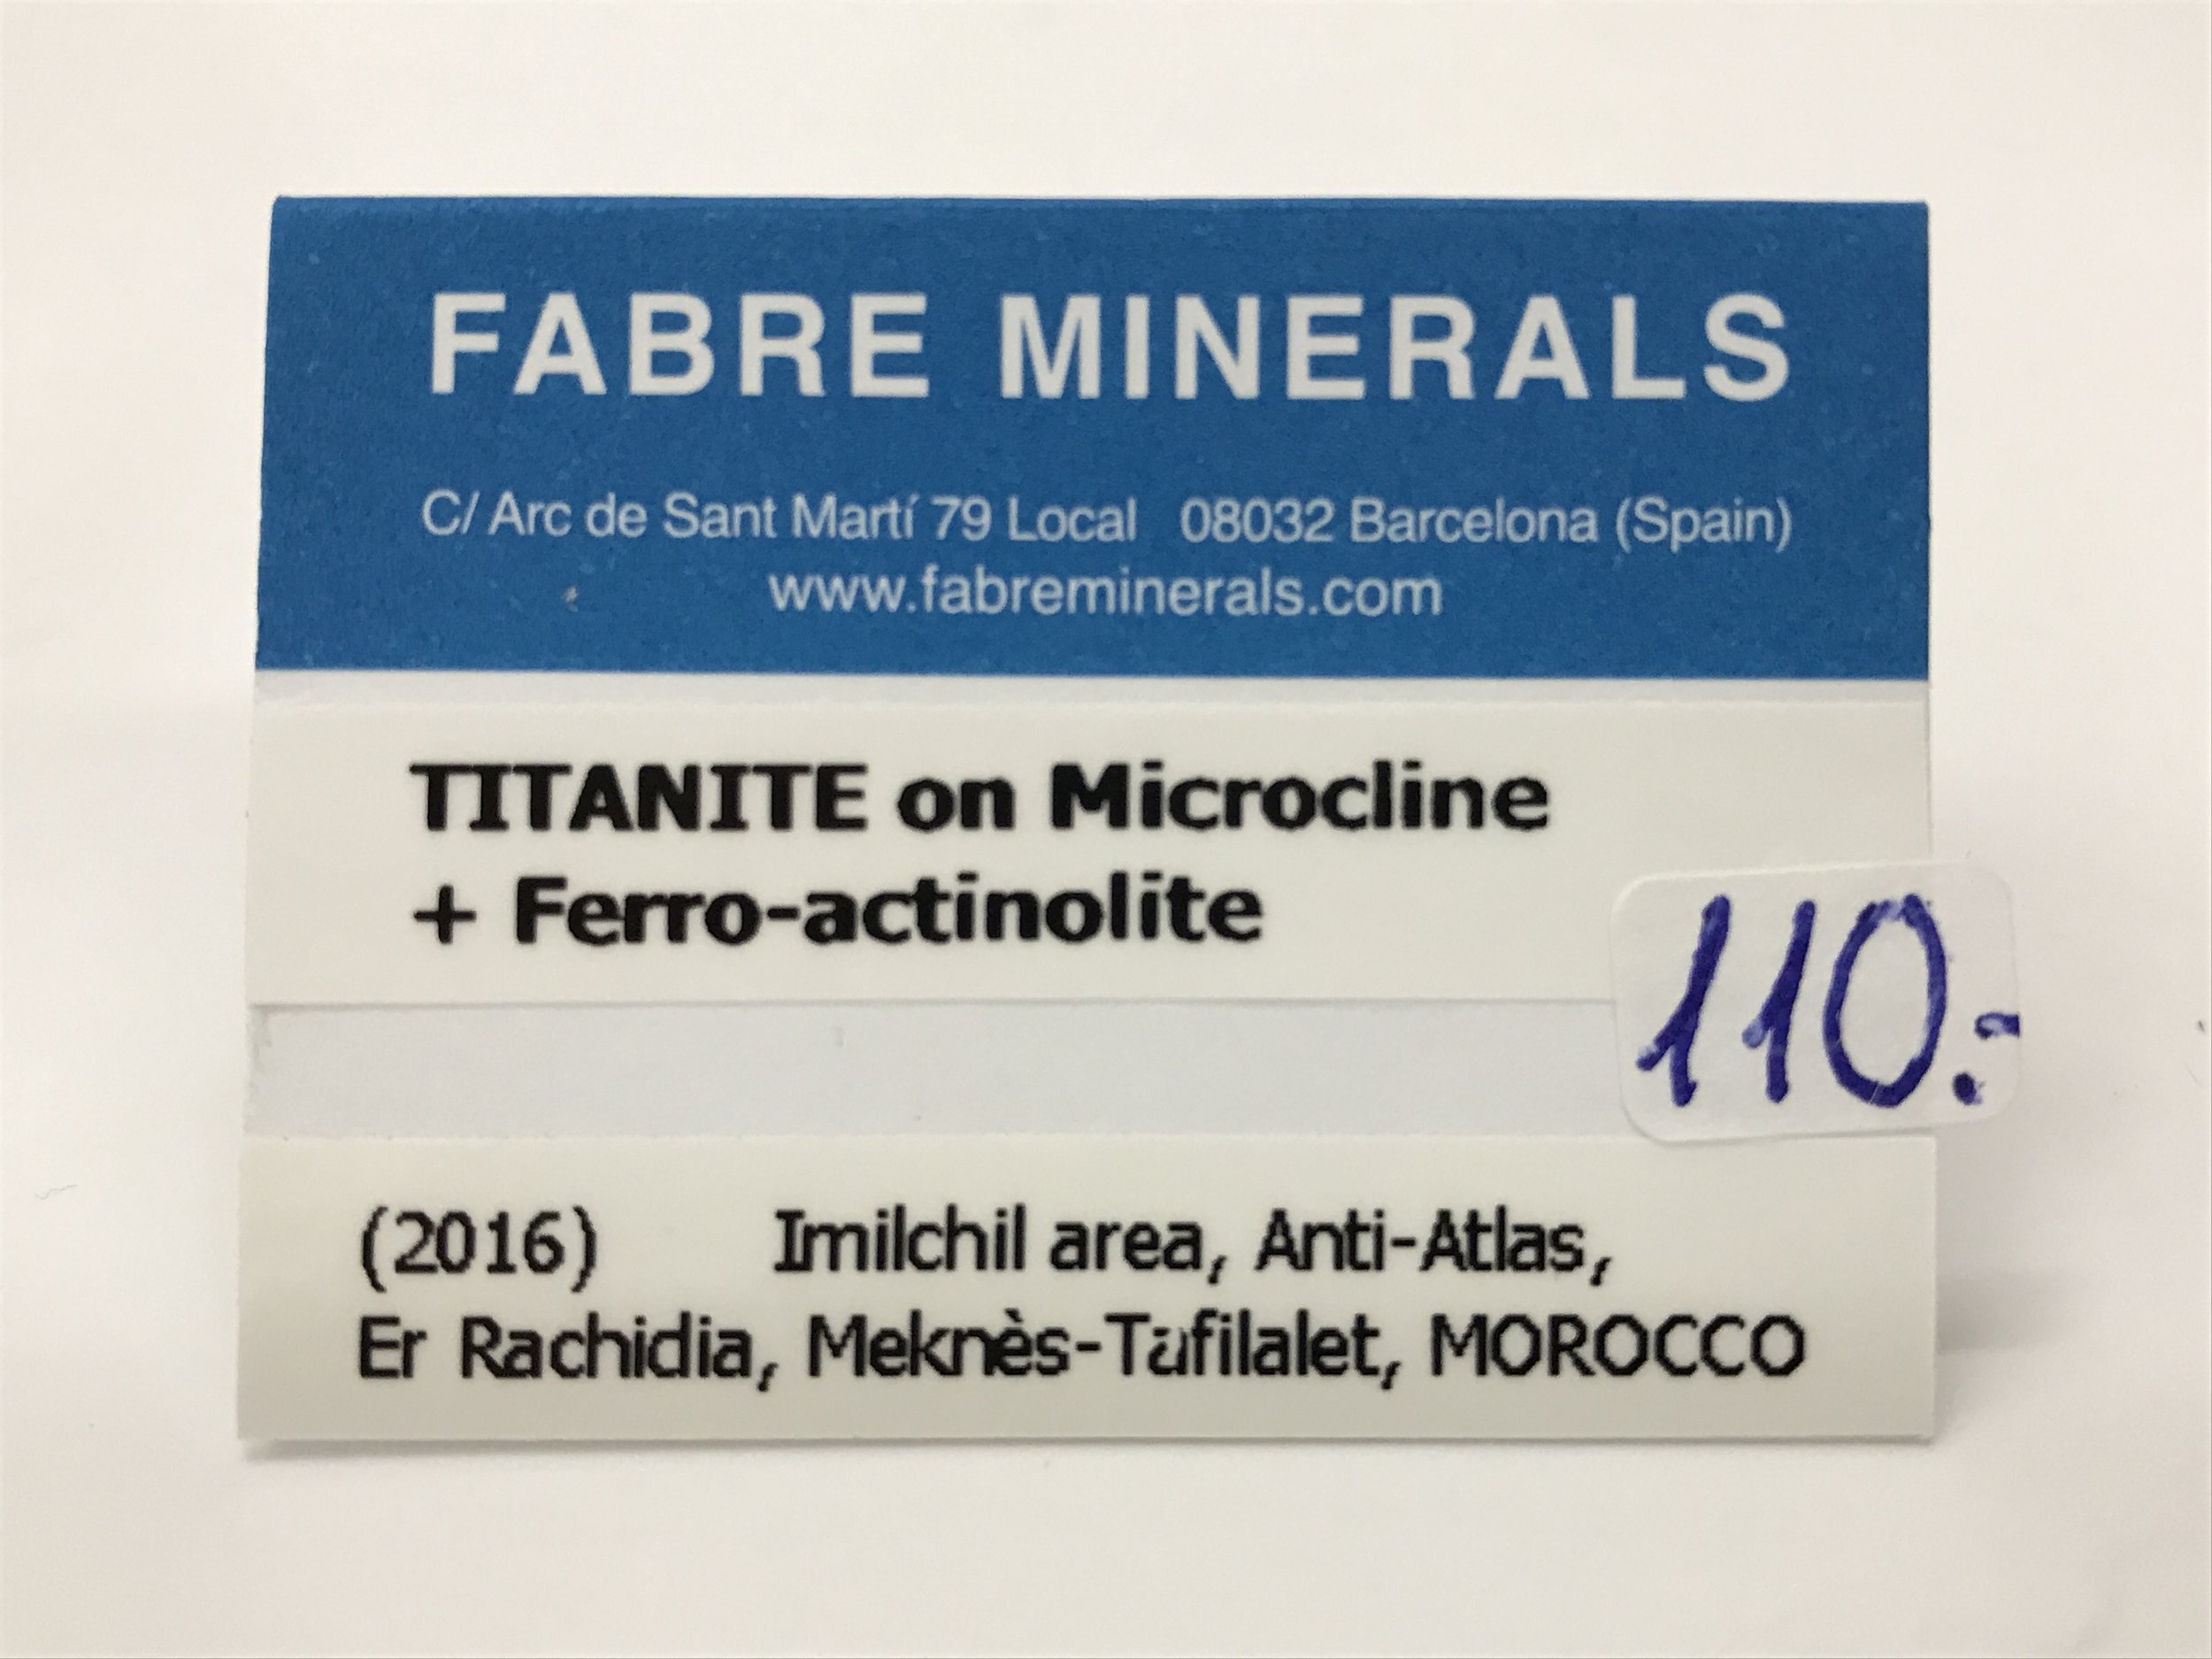 FABRE MINERALS
C/ Arc de Sant Martí 79 Local 08032 Barcelona (Spain)
www.fabreminerals.com
TITANITE on Microcline
+ Ferro-actinolite
110.-
(2016) Imilchil area, Anti-Atlas,
Er Rachidia, Meknès-Tafilalet, MOROCCO